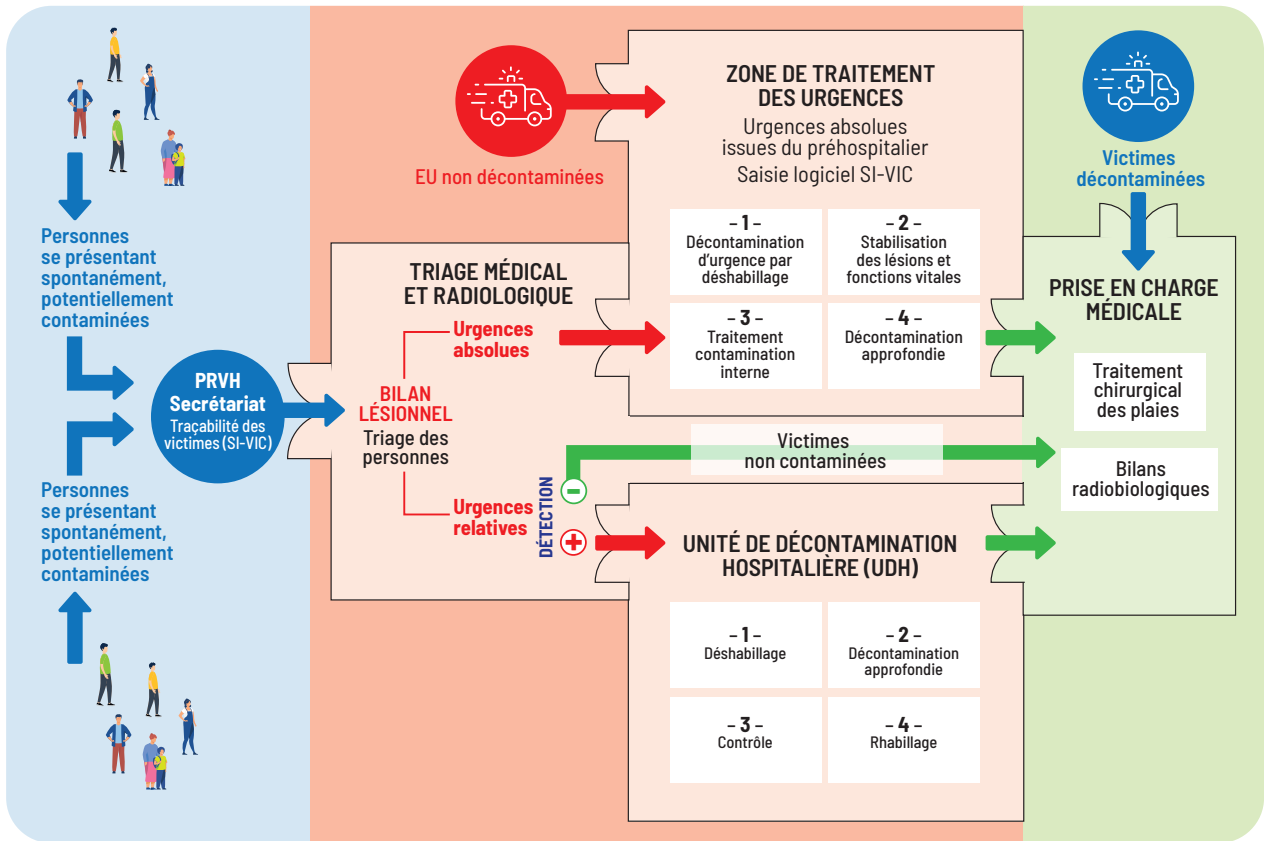 Personnes
se présentant
spontanément,
potentiellement
contaminées
Personnes
se présentant
spontanément,
potentiellement
contaminées
PRVH
Secrétariat
Traçabilité des
victimes (SI-VIC)
EU non décontaminées
TRIAGE MÉDICAL
ET RADIOLOGIQUE
BILAN
LÉSIONNEL
Triage des
personnes
Urgences
absolues
Urgences
relatives
DÉTECTION
–
+
ZONE DE TRAITEMENT
DES URGENCES
Urgences absolues
issues du préhospitalier
Saisie logiciel SI-VIC
– 1 –
Décontamination
d'urgence par
déshabillage
– 2 –
Stabilisation
des lésions et
fonctions vitales
– 3 –
Traitement
contamination
interne
– 4 –
Décontamination
approfondie
Victimes
non contaminées
UNITÉ DE DÉCONTAMINATION
HOSPITALIÈRE (UDH)
– 1 –
Déshabillage
– 2 –
Décontamination
approfondie
– 3 –
Contrôle
– 4 –
Rhabillage
Victimes
décontaminées
PRISE EN CHARGE
MÉDICALE
Traitement
chirurgical
des plaies
Bilans
radiobiologiques